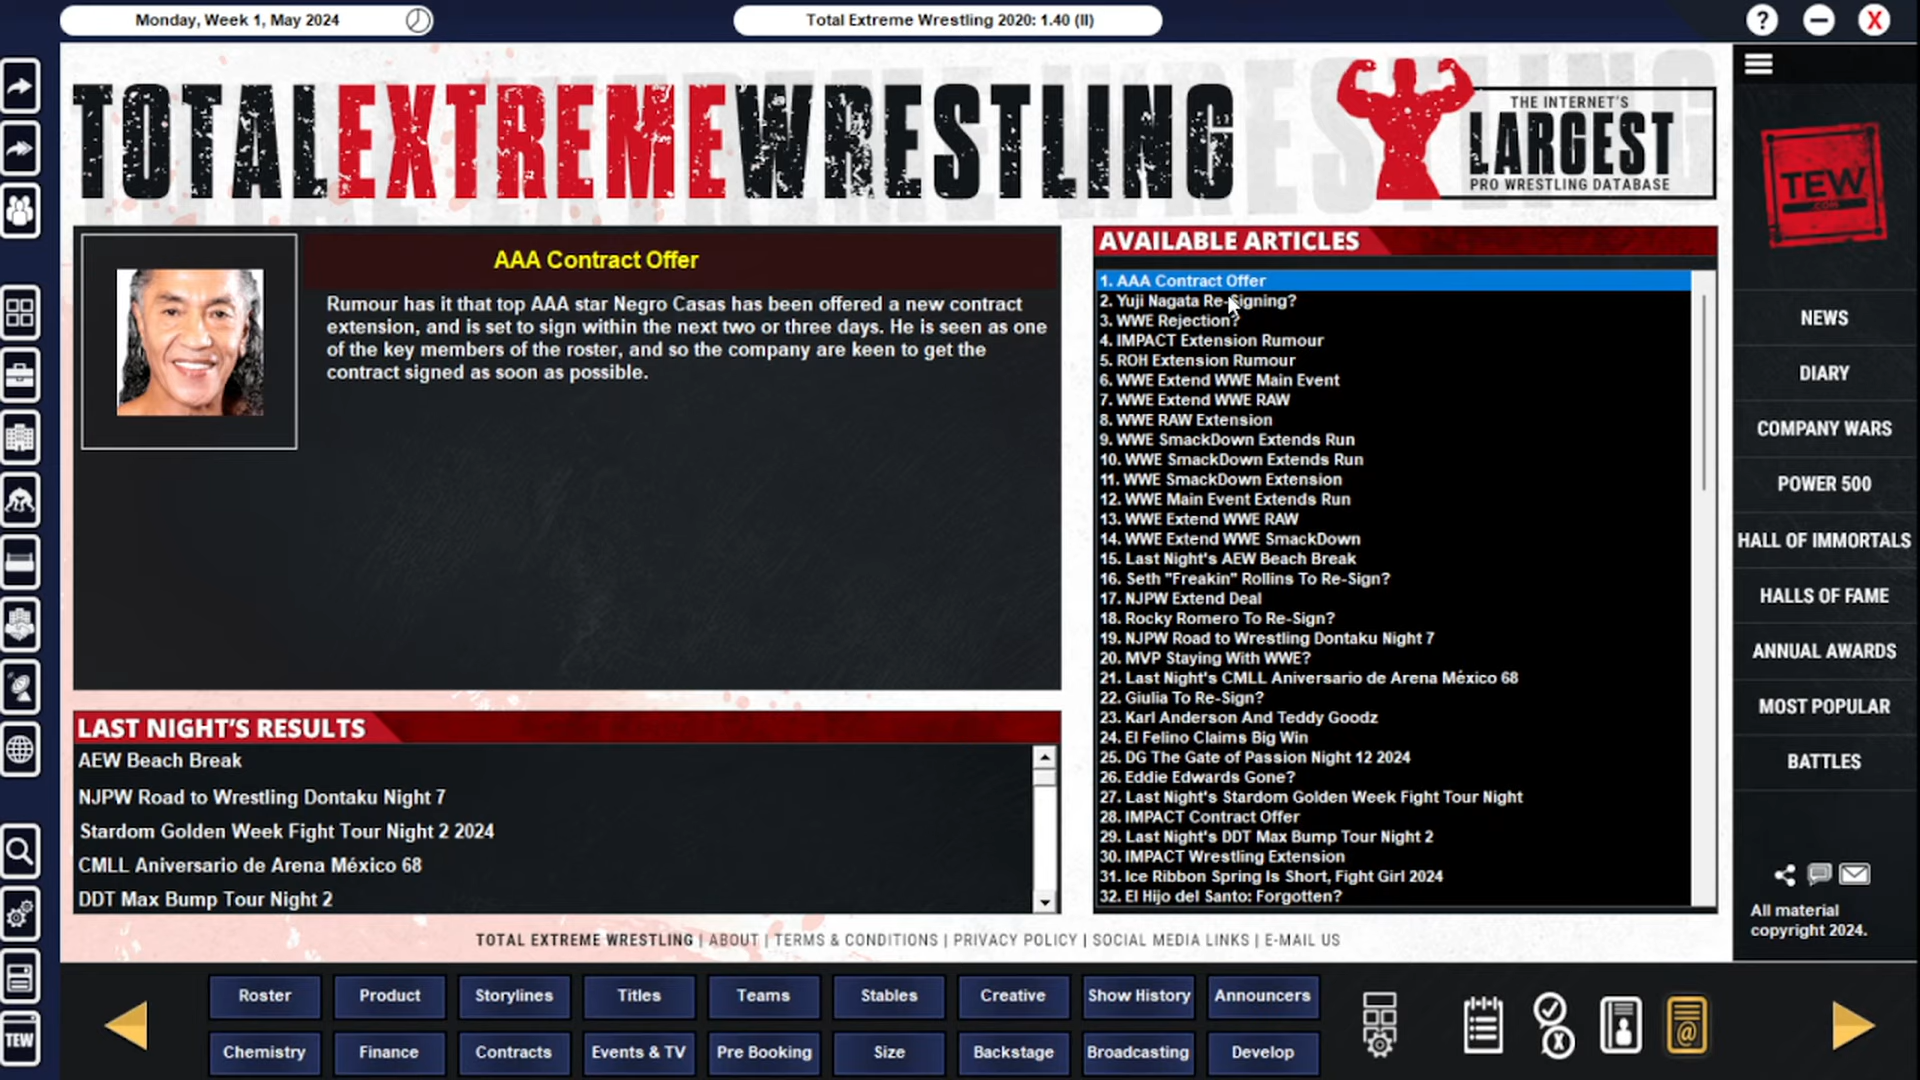 Monday, Week 1, May 2024
Total Extreme Wrestling 2020: 1.40 (II)
?
X
TOTALEXTREMEWRESTLING
THE INTERNET'S
LARGEST
PRO WRESTLING DATABASE
TEW
.COM
AAA Contract Offer
Rumour has it that top AAA star Negro Casas has been offered a new contract
extension, and is set to sign within the next two or three days. He is seen as one
of the key members of the roster, and so the company are keen to get the
contract signed as soon as possible.
LAST NIGHT'S RESULTS
AEW Beach Break
NJPW Road to Wrestling Dontaku Night 7
Stardom Golden Week Fight Tour Night 2 2024
CMLL Aniversario de Arena México 68
DDT Max Bump Tour Night 2
AVAILABLE ARTICLES
1. AAA Contract Offer
2. Yuji Nagata Re-Signing?
3. WWE Rejection?
4. IMPACT Extension Rumour
5. ROH Extension Rumour
6. WWE Extend WWE Main Event
7. WWE Extend WWE RAW
8. WWE RAW Extension
9. WWE SmackDown Extends Run
10. WWE SmackDown Extends Run
11. WWE SmackDown Extension
12. WWE Main Event Extends Run
13. WWE Extend WWE RAW
14. WWE Extend WWE SmackDown
15. Last Night's AEW Beach Break
16. Seth "Freakin" Rollins To Re-Sign?
17. NJPW Extend Deal
18. Rocky Romero To Re-Sign?
19. NJPW Road to Wrestling Dontaku Night 7
20. MVP Staying With WWE?
21. Last Night's CMLL Aniversario de Arena México 68
22. Giulia To Re-Sign?
23. Karl Anderson And Teddy Goodz
24. El Felino Claims Big Win
25. DG The Gate of Passion Night 12 2024
26. Eddie Edwards Gone?
27. Last Night's Stardom Golden Week Fight Tour Night
28. IMPACT Contract Offer
29. Last Night's DDT Max Bump Tour Night 2
30. IMPACT Wrestling Extension
31. Ice Ribbon Spring Is Short, Fight Girl 2024
32. El Hijo del Santo: Forgotten?
NEWS
DIARY
COMPANY WARS
POWER 500
HALL OF IMMORTALS
HALLS OF FAME
ANNUAL AWARDS
MOST POPULAR
BATTLES
All material
copyright 2024.
TOTAL EXTREME WRESTLING | ABOUT | TERMS & CONDITIONS | PRIVACY POLICY | SOCIAL MEDIA LINKS | E-MAIL US
Roster Product Storylines Titles Teams Stables Creative Show History Announcers
Chemistry Finance Contracts Events & TV Pre Booking Size Backstage Broadcasting Develop
TEW
@